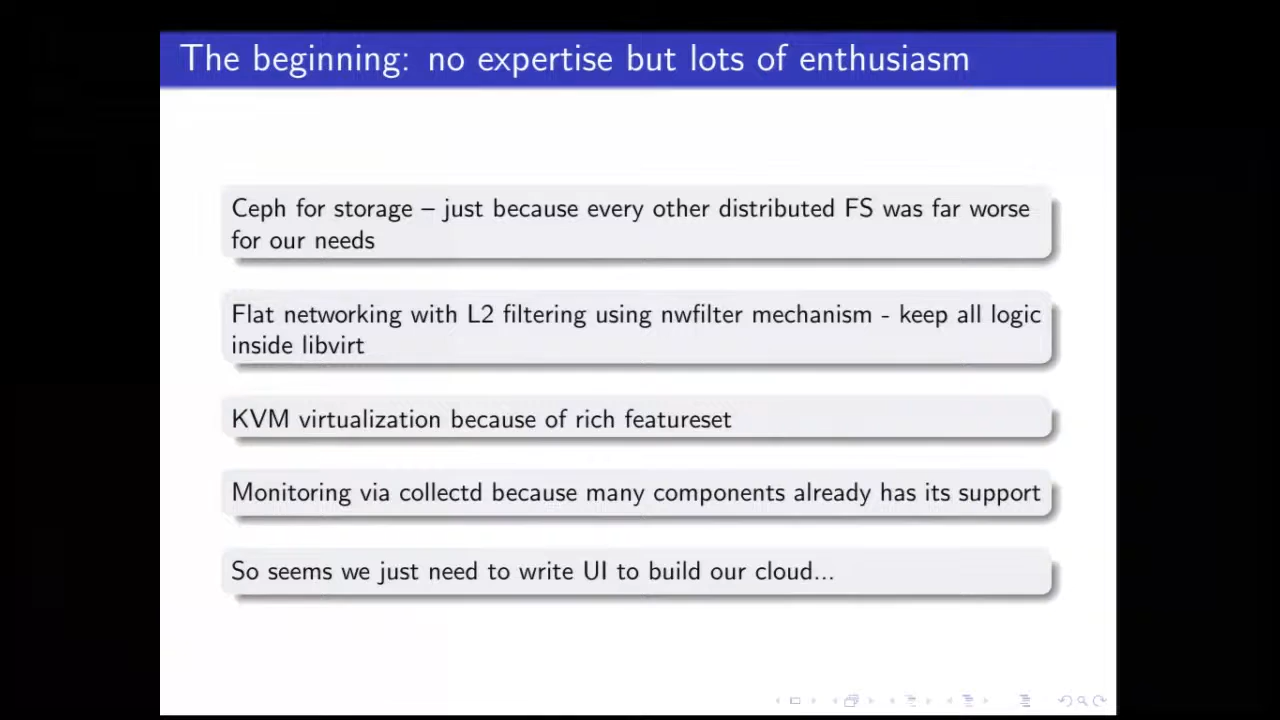 The beginning: no expertise but lots of enthusiasm
Ceph for storage – just because every other distributed FS was far worse
for our needs
Flat networking with L2 filtering using nwfilter mechanism - keep all logic
inside libvirt
KVM virtualization because of rich featureset
Monitoring via collectd because many components already has its support
So seems we just need to write UI to build our cloud...